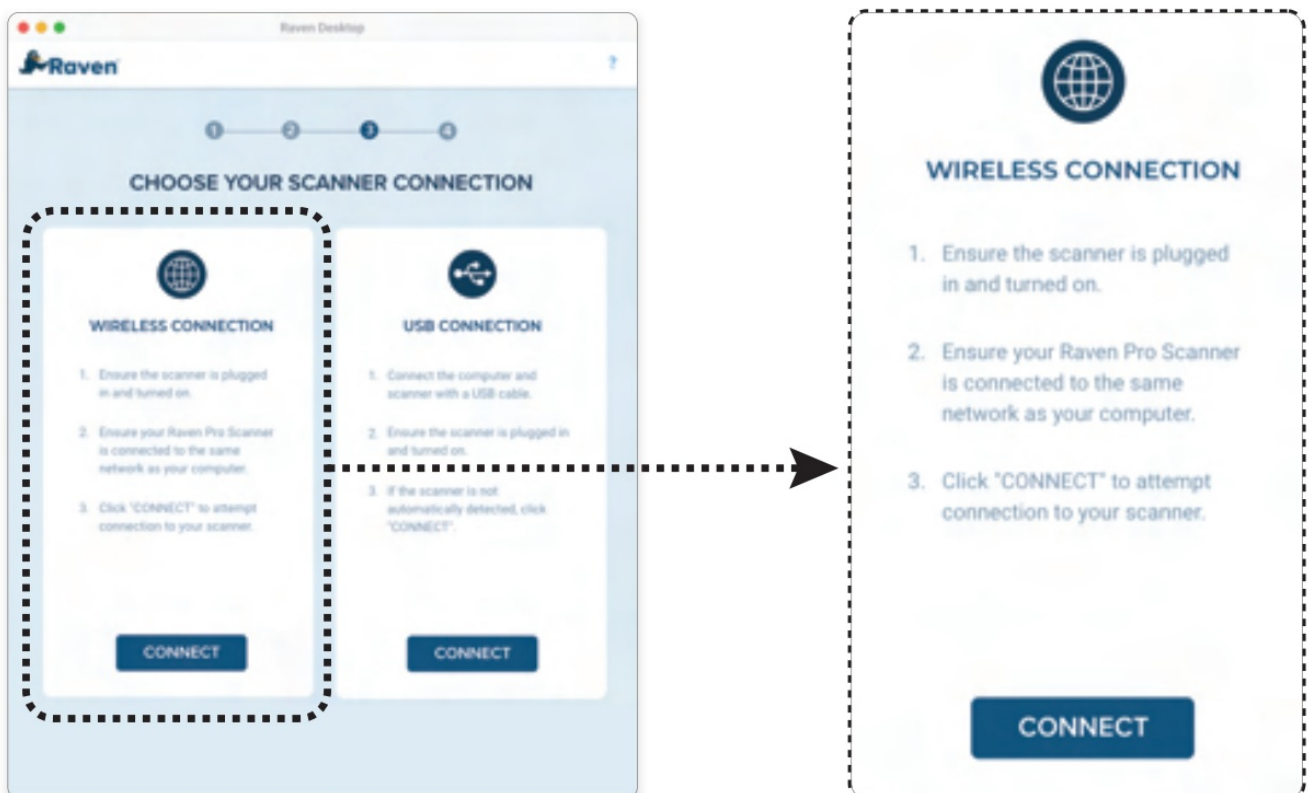 Raven Desktop
Raven
?
1 2 3 4
CHOOSE YOUR SCANNER CONNECTION
WIRELESS CONNECTION
1. Ensure the scanner is plugged
in and turned on.
2. Ensure your Raven Pro Scanner
is connected to the same
network as your computer.
3. Click "CONNECT" to attempt
connection to your scanner.
CONNECT
USB CONNECTION
1. Connect the computer and
scanner with a USB cable.
2. Ensure the scanner is plugged in
and turned on.
3. If the scanner is not
automatically detected, click
"CONNECT".
CONNECT
WIRELESS CONNECTION
1. Ensure the scanner is plugged
in and turned on.
2. Ensure your Raven Pro Scanner
is connected to the same
network as your computer.
3. Click "CONNECT" to attempt
connection to your scanner.
CONNECT